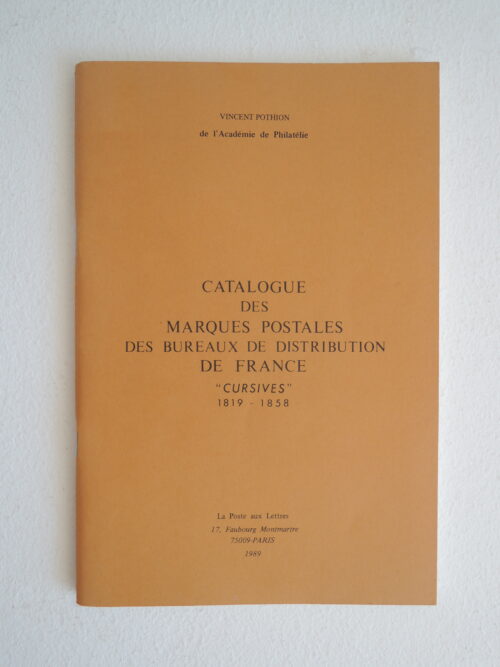 VINCENT POTHION
de l'Académie de Philatélie
CATALOGUE
DES
MARQUES POSTALES
DES BUREAUX DE DISTRIBUTION
DE FRANCE
"CURSIVES"
1819 - 1858
La Poste aux Lettres
17, Faubourg Montmartre
75009-PARIS
1989